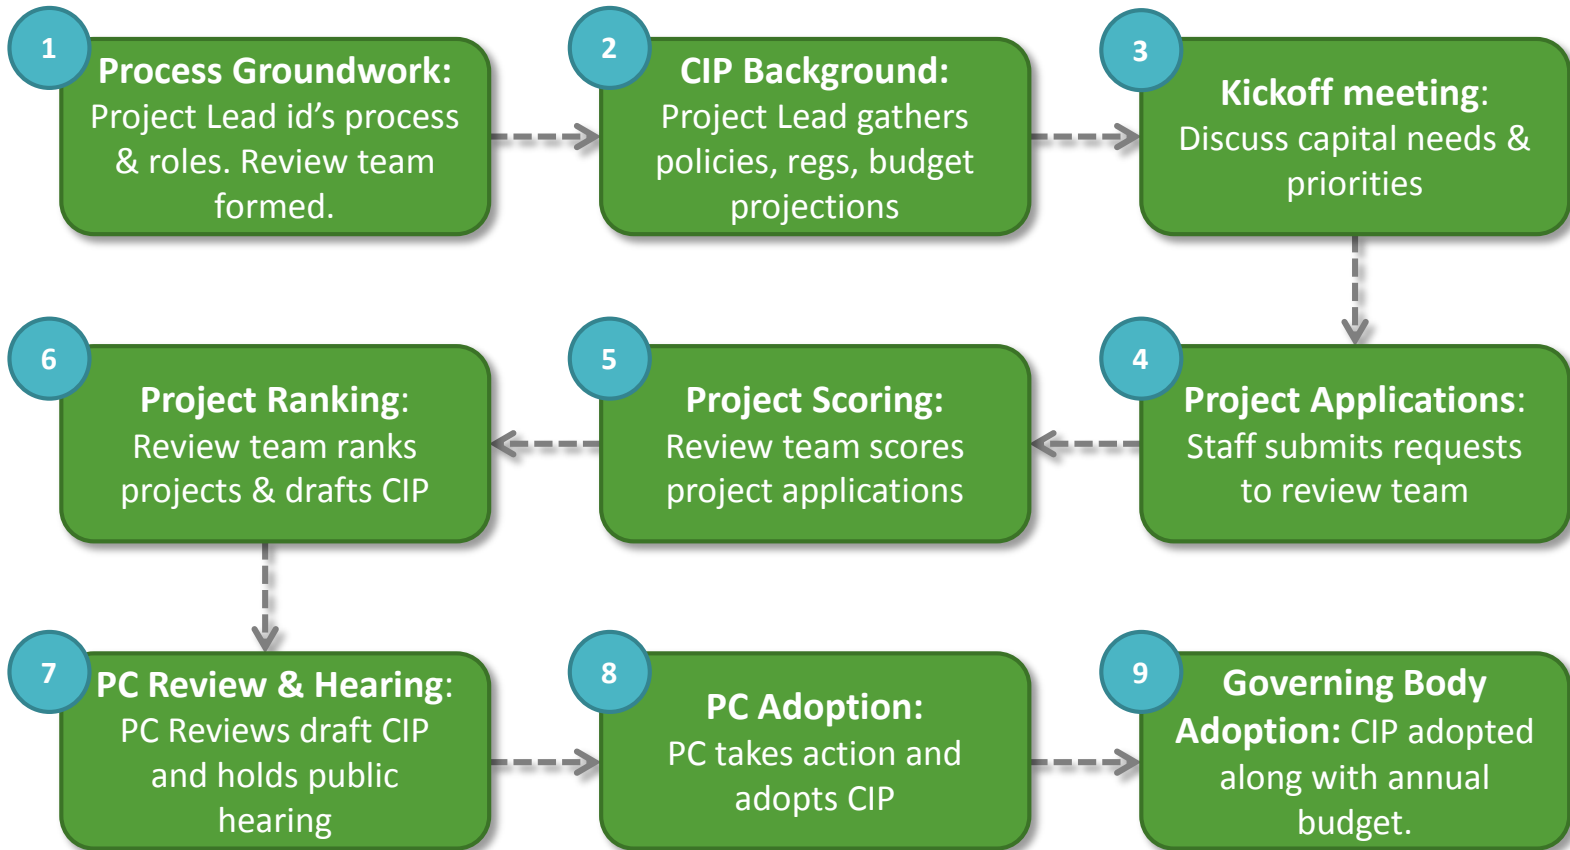 1
Process Groundwork:
Project Lead id’s process
& roles. Review team
formed.
2
CIP Background:
Project Lead gathers
policies, regs, budget
projections
3
Kickoff meeting:
Discuss capital needs &
priorities
4
Project Applications:
Staff submits requests
to review team
5
Project Scoring:
Review team scores
project applications
6
Project Ranking:
Review team ranks
projects & drafts CIP
7
PC Review & Hearing:
PC Reviews draft CIP
and holds public
hearing
8
PC Adoption:
PC takes action and
adopts CIP
9
Governing Body
Adoption: CIP adopted
along with annual
budget.